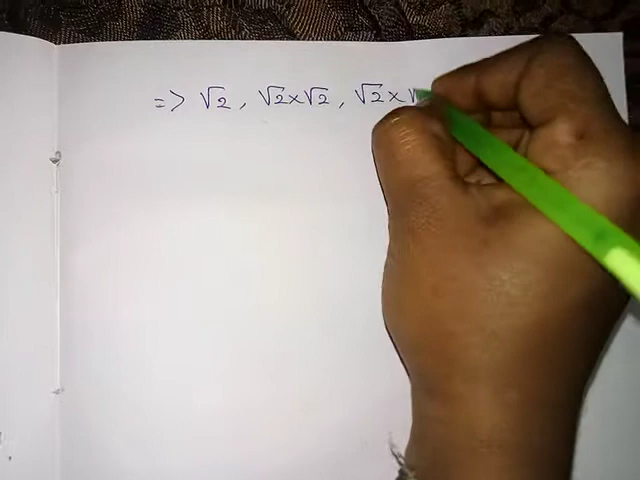 => √2 , √2×√2 , √2×√